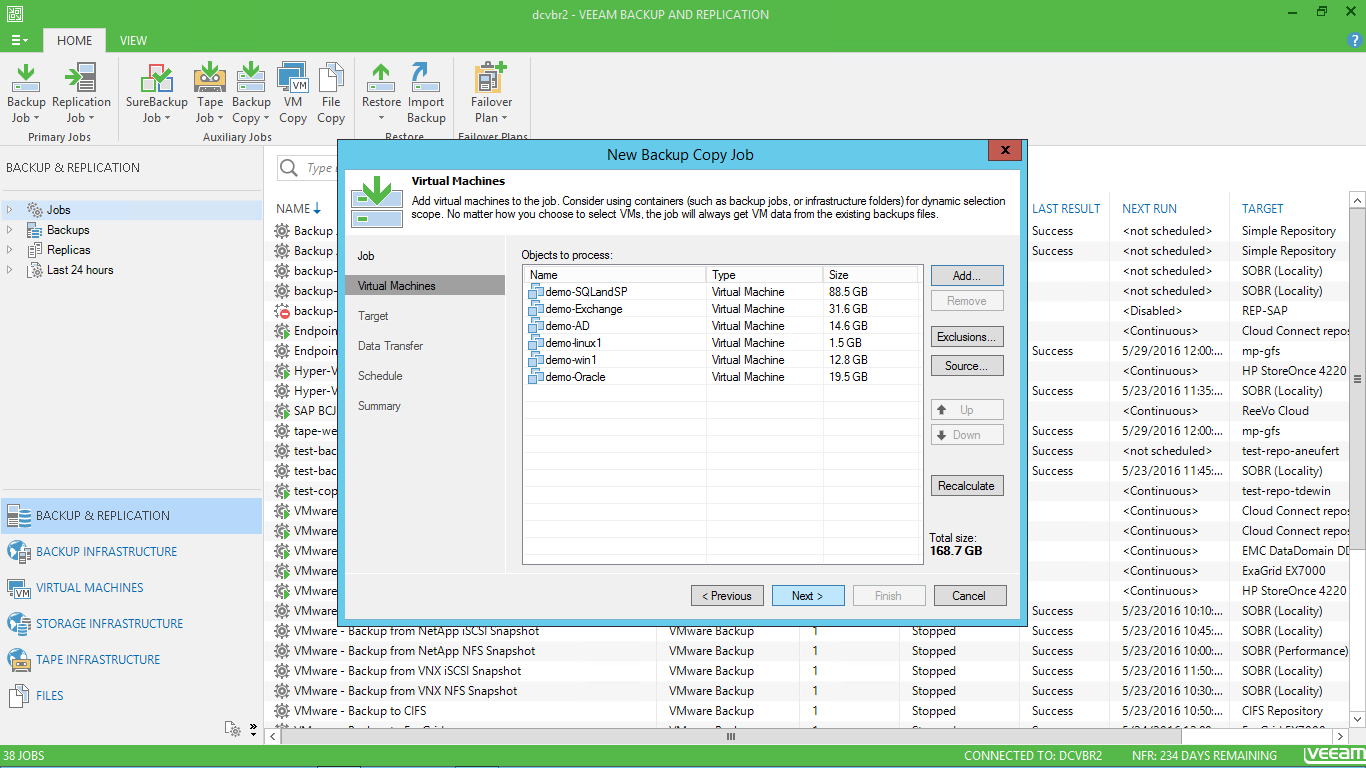 dcvbr2 - VEEAM BACKUP AND REPLICATION
HOME VIEW
Backup Job
Replication Job
SureBackup Job
Tape Job
Backup Copy
VM Copy
File Copy
Restore
Import Backup
Failover Plan
Primary Jobs
Auxiliary Jobs
Restore
Failover Plans
BACKUP & REPLICATION
Jobs
Backups
Replicas
Last 24 hours
BACKUP & REPLICATION
BACKUP INFRASTRUCTURE
VIRTUAL MACHINES
STORAGE INFRASTRUCTURE
TAPE INFRASTRUCTURE
FILES
New Backup Copy Job
Virtual Machines
Add virtual machines to the job. Consider using containers (such as backup jobs, or infrastructure folders) for dynamic selection
scope. No matter how you choose to select VMs, the job will always get VM data from the existing backups files.
Job
Virtual Machines
Target
Data Transfer
Schedule
Summary
Objects to process:
Name Type Size
demo-SQLandSP Virtual Machine 88.5 GB
demo-Exchange Virtual Machine 31.6 GB
demo-AD Virtual Machine 14.6 GB
demo-linux1 Virtual Machine 1.5 GB
demo-win1 Virtual Machine 12.8 GB
demo-Oracle Virtual Machine 19.5 GB
Add...
Remove
Exclusions...
Source...
Up
Down
Recalculate
Total size:
168.7 GB
< Previous Next > Finish Cancel
Type
NAME LAST RESULT NEXT RUN TARGET
Backup Success <not scheduled> Simple Repository
Backup Success <not scheduled> Simple Repository
backup- <not scheduled> SOBR (Locality)
backup- <not scheduled> SOBR (Locality)
backup- <Disabled> REP-SAP
Endpoin <Continuous> Cloud Connect repos
Endpoin Success 5/29/2016 12:00:... mp-gfs
Hyper-V <Continuous> HP StoreOnce 4220
Hyper-V Success 5/23/2016 11:35:... SOBR (Locality)
SAP BCJ <Continuous> ReeVo Cloud
tape-we Success 5/29/2016 12:00:... mp-gfs
test-bac Success <not scheduled> test-repo-aneufert
test-bac Success 5/23/2016 11:45:... SOBR (Locality)
test-cop <Continuous> test-repo-tdewin
VMware <Continuous> Cloud Connect repos
VMware <Continuous> Cloud Connect repos
VMware <Continuous> EMC DataDomain DD
VMware <Continuous> ExaGrid EX7000
VMware <Continuous> HP StoreOnce 4220
VMware Success 5/23/2016 10:10:... SOBR (Locality)
VMware - Backup from NetApp iSCSI Snapshot VMware Backup 1 Stopped Success 5/23/2016 10:45:... SOBR (Locality)
VMware - Backup from NetApp NFS Snapshot VMware Backup 1 Stopped Success 5/23/2016 10:00:... SOBR (Performance)
VMware - Backup from VNX iSCSI Snapshot VMware Backup 1 Stopped Success 5/23/2016 11:50:... SOBR (Locality)
VMware - Backup from VNX NFS Snapshot VMware Backup 1 Stopped Success 5/23/2016 10:30:... SOBR (Locality)
VMware - Backup to CIFS VMware Backup 1 Stopped Success 5/23/2016 10:50:... CIFS Repository
38 JOBS CONNECTED TO: DCVBR2 NFR: 234 DAYS REMAINING veeam